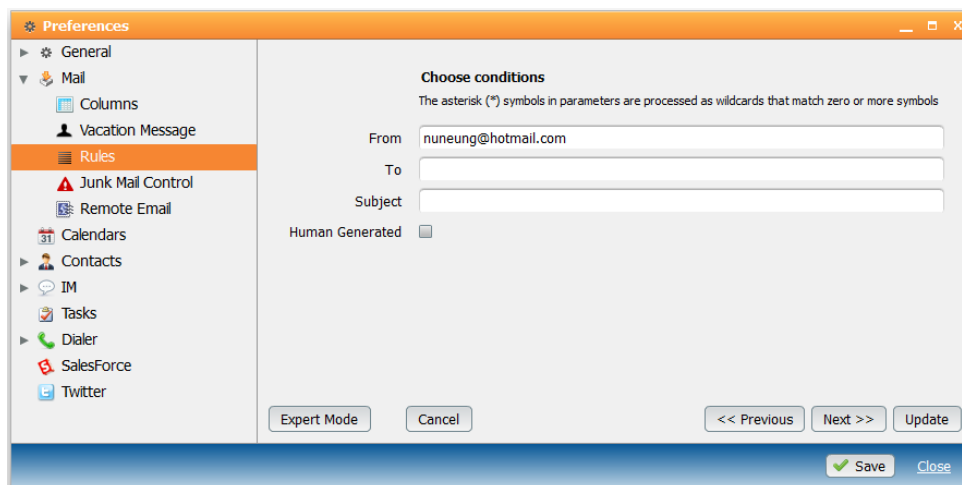 Preferences
General
Mail
Columns
Vacation Message
Rules
Junk Mail Control
Remote Email
31
Calendars
Contacts
IM
Tasks
Dialer
SalesForce
Twitter
Choose conditions
The asterisk (*) symbols in parameters are processed as wildcards that match zero or more symbols
From nuneung@hotmail.com
To
Subject
Human Generated
Expert Mode Cancel << Previous Next >> Update
Save Close